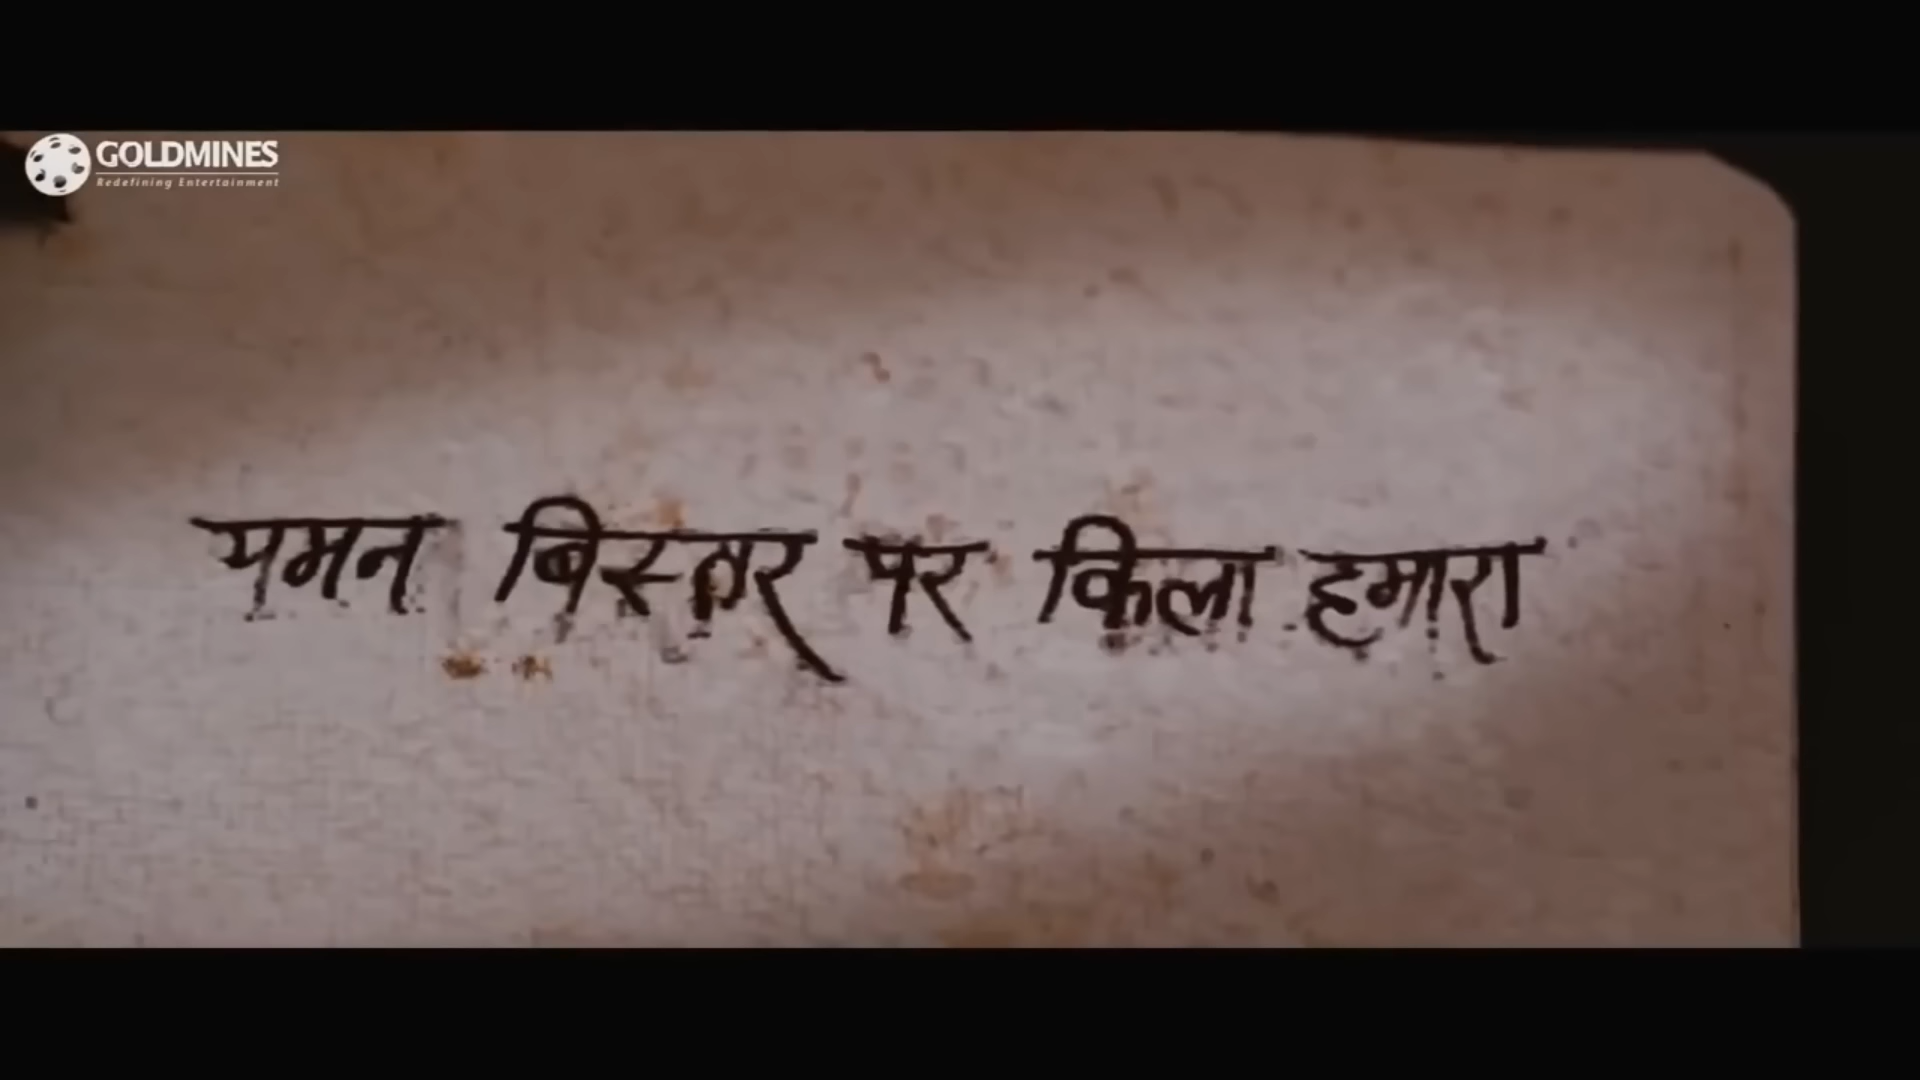 GOLDMINES
Redefining Entertainment
यमन बिस्तर पर किला हमारा